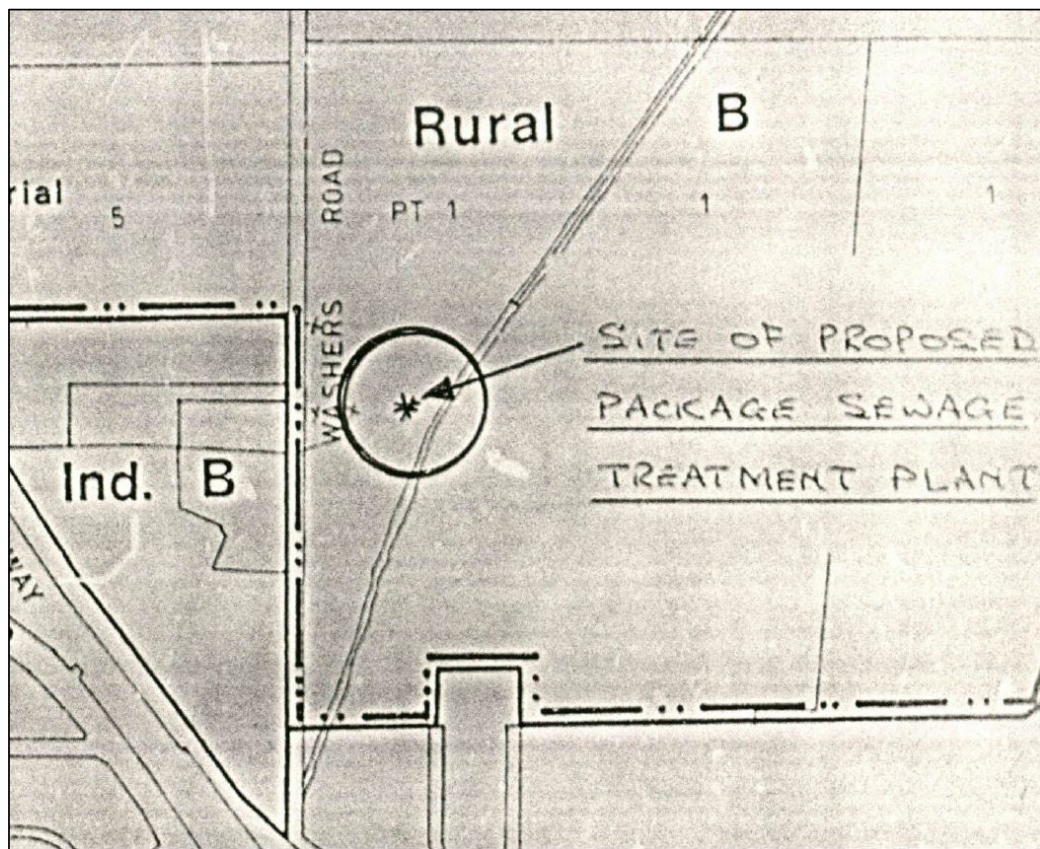 Rural B
rial
5
PT 1
1
1
WASHERS ROAD
SITE OF PROPOSED
PACKAGE SEWAGE
TREATMENT PLANT
Ind. B
WAY